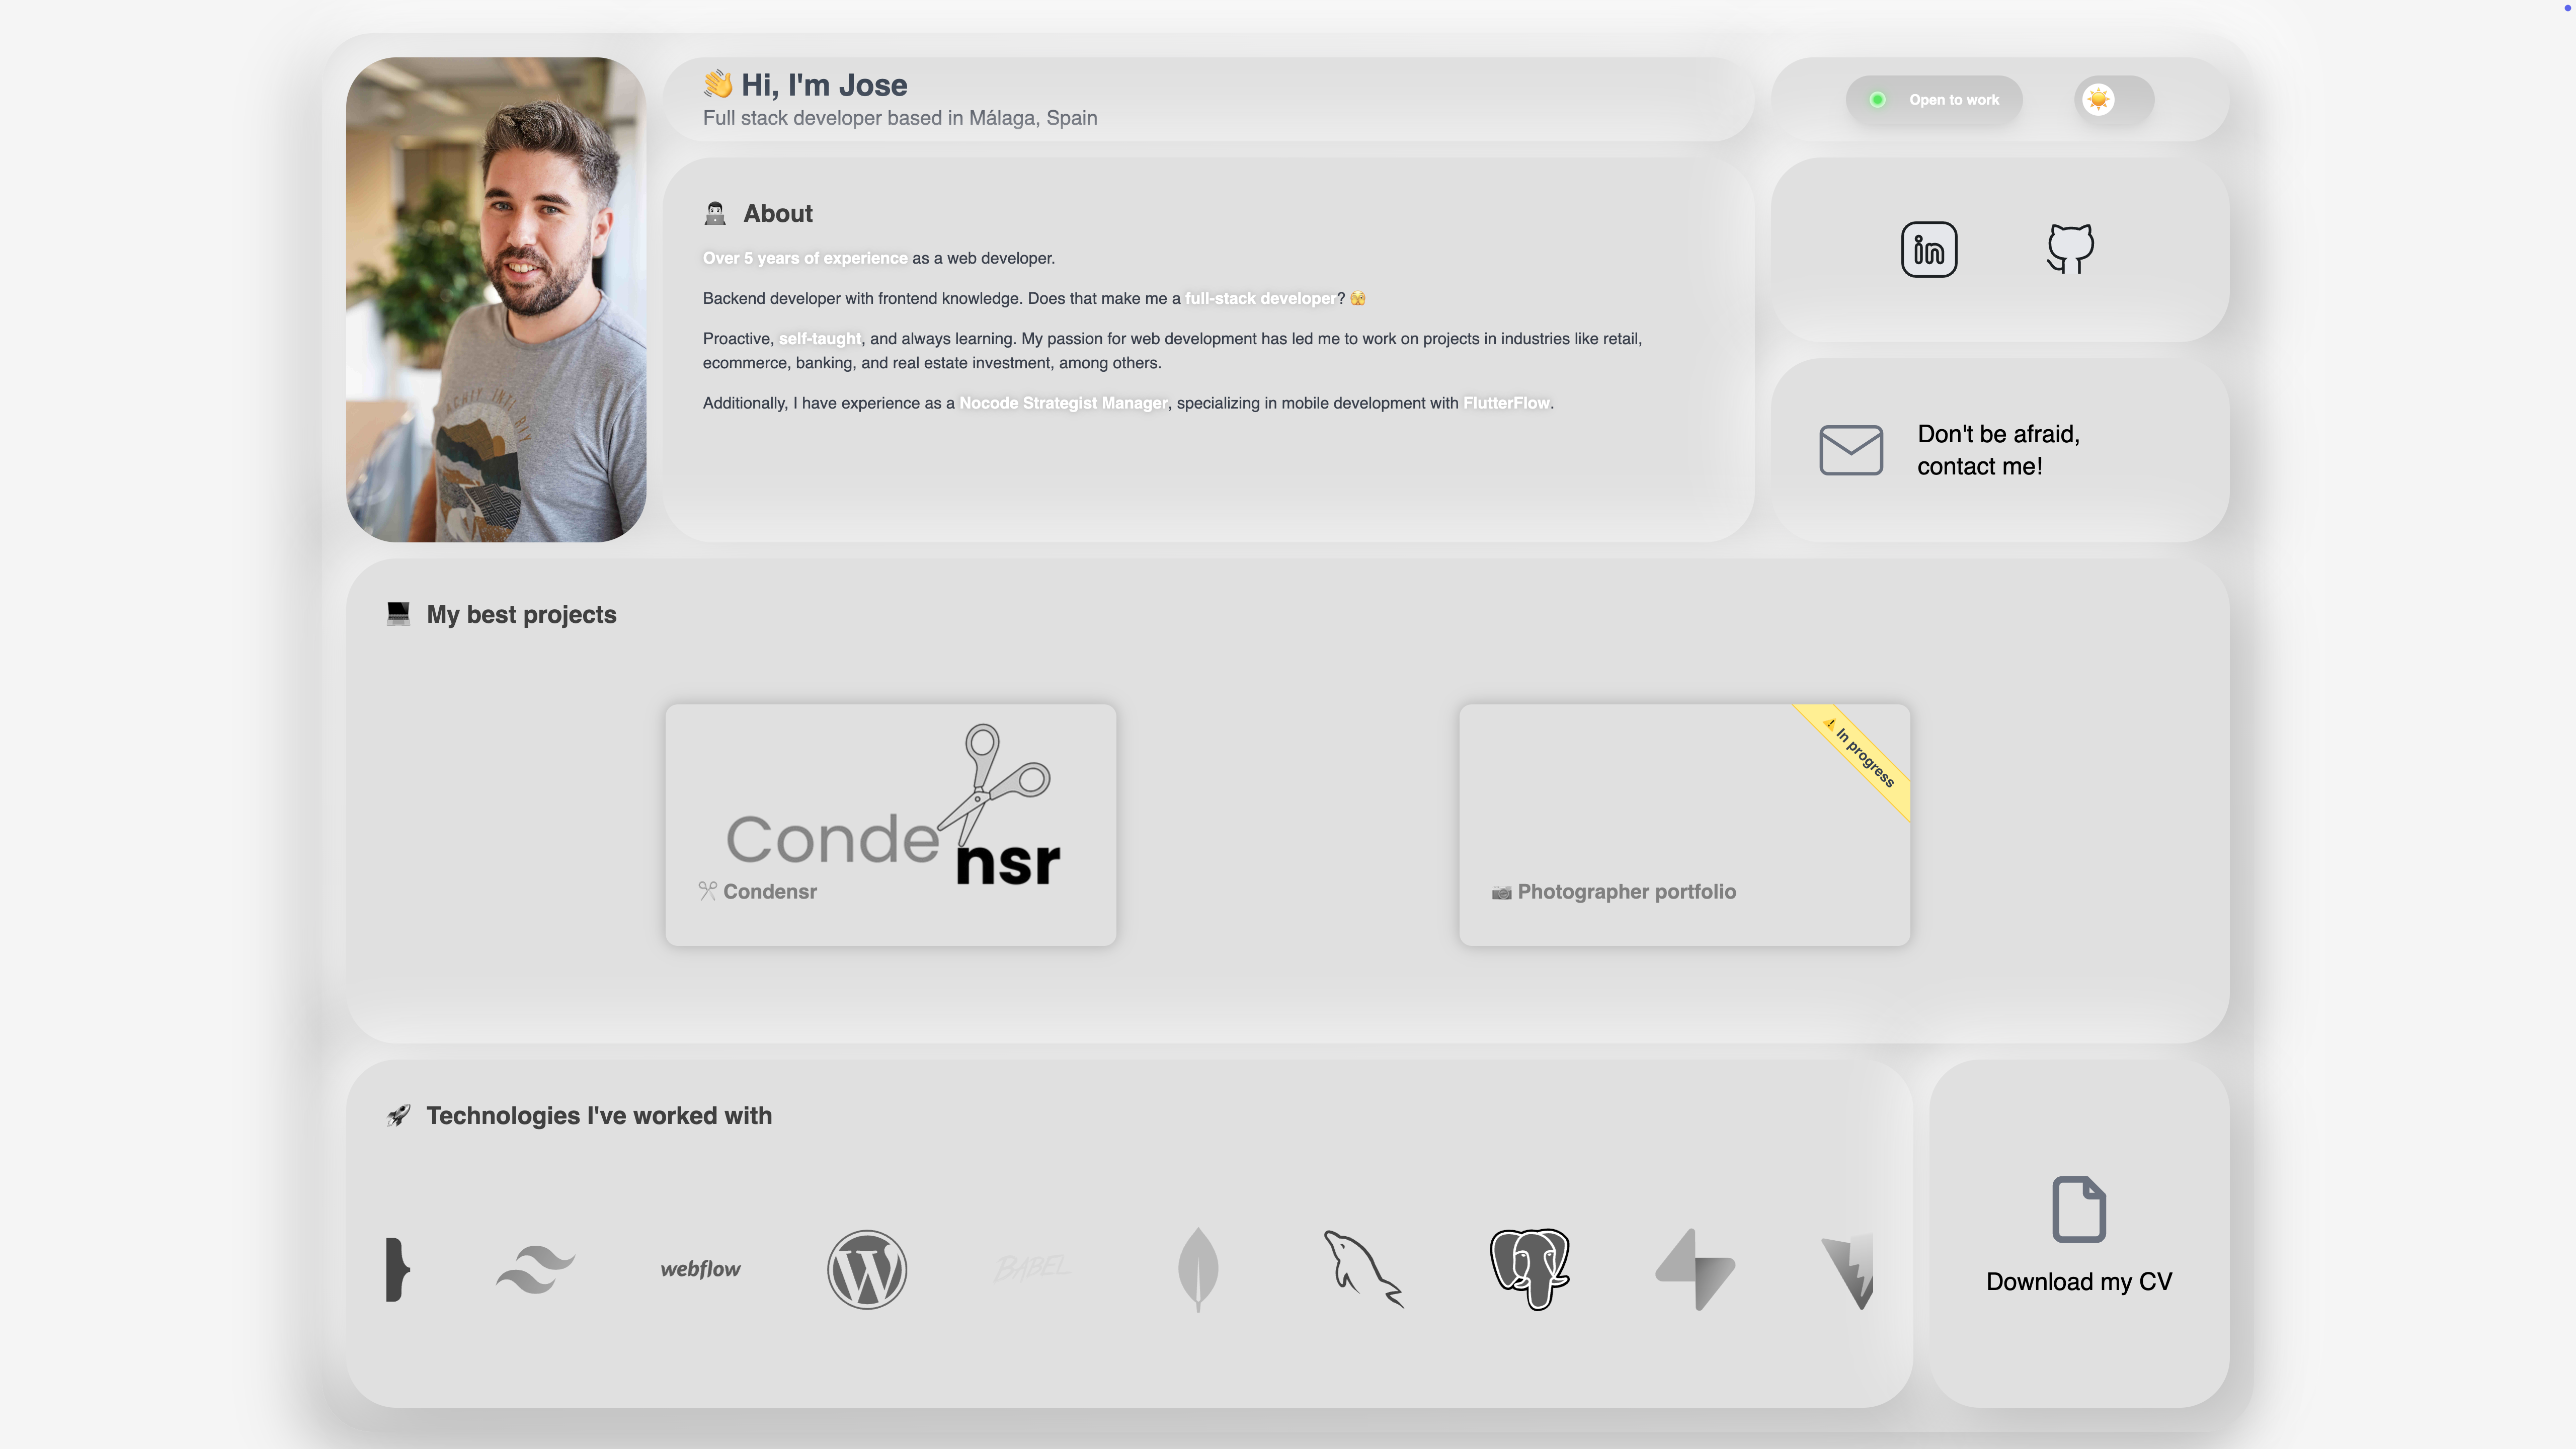 👋 Hi, I'm Jose
Full stack developer based in Málaga, Spain
Open to work
About
Over 5 years of experience as a web developer.
Backend developer with frontend knowledge. Does that make me a full-stack developer? 🫣
Proactive, self-taught, and always learning. My passion for web development has led me to work on projects in industries like retail,
ecommerce, banking, and real estate investment, among others.
Additionally, I have experience as a Nocode Strategist Manager, specializing in mobile development with FlutterFlow.
in
Don't be afraid,
contact me!
My best projects
Conde
nsr
Condensr
⚠️ In progress
Photographer portfolio
Technologies I've worked with
webflow
W
BABEL
Download my CV